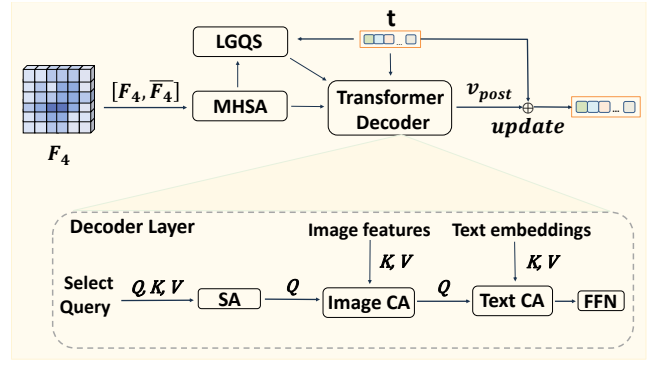 t
LGQS
[F₄, F̅₄]
MHSA
Transformer
Decoder
v_post
update
F₄
Decoder Layer
Image features
Text embeddings
K, V
K, V
Select
Query
Q, K, V
SA
Q
Image CA
Q
Text CA
FFN